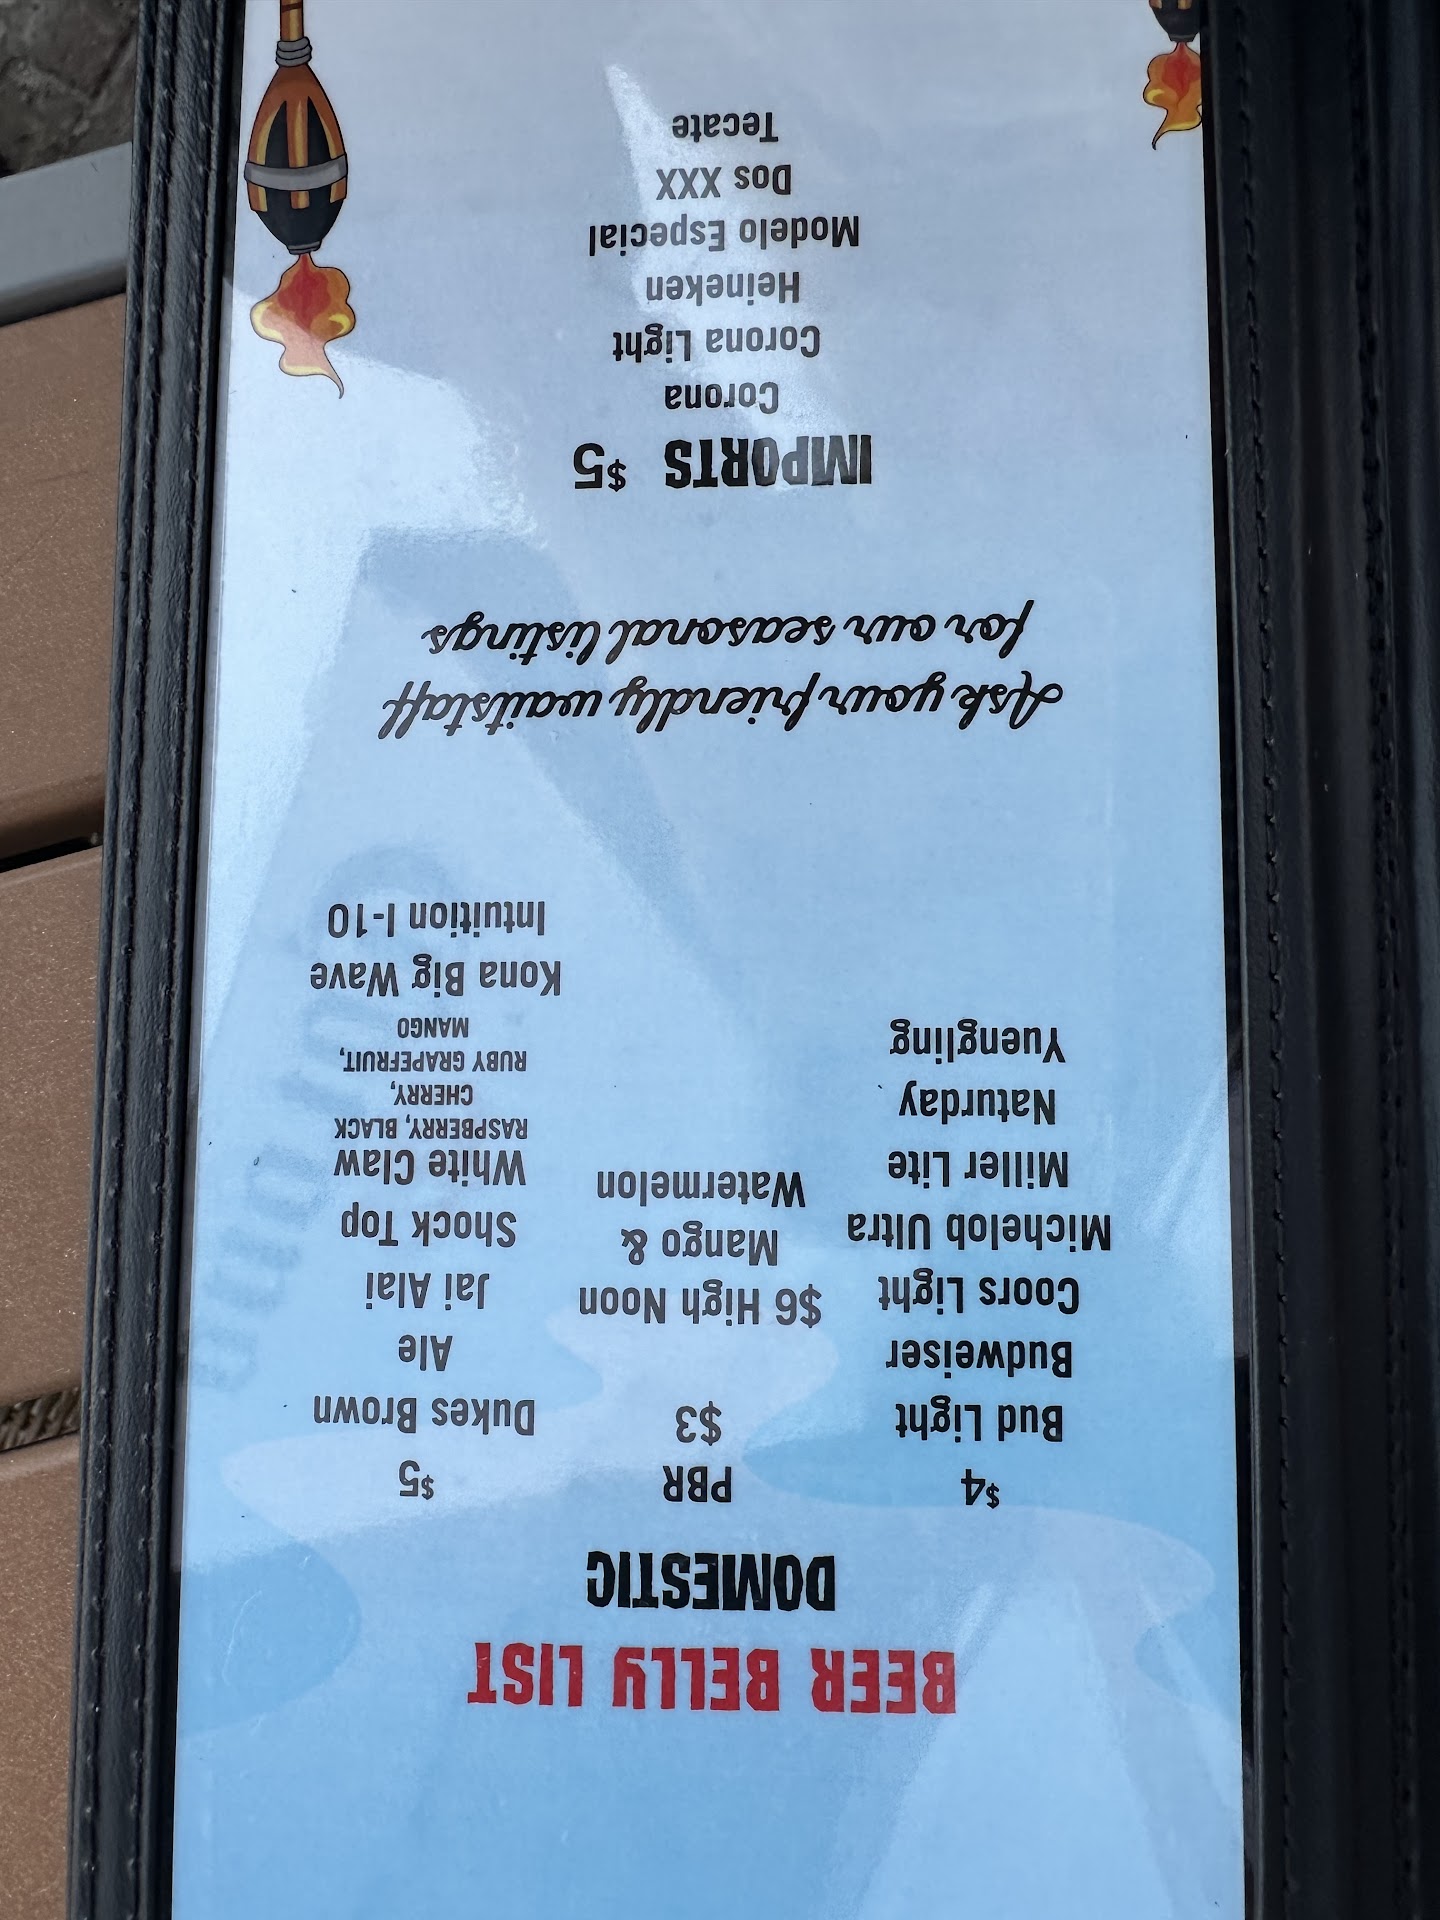 BEER BELLY LIST
DOMESTIC
$4
Bud Light
Budweiser
Coors Light
Michelob Ultra
Miller Lite
Naturday
Yuengling
PBR
$3
$6 High Noon
Mango &
Watermelon
$5
Dukes Brown
Ale
Jai Alai
Shock Top
White Claw
RASPBERRY, BLACK
CHERRY,
RUBY GRAPEFRUIT,
MANGO
Kona Big Wave
Intuition I-10
Ask your friendly waitstaff
for our seasonal listings
IMPORTS $5
Corona
Corona Light
Heineken
Modelo Especial
Dos XXX
Tecate